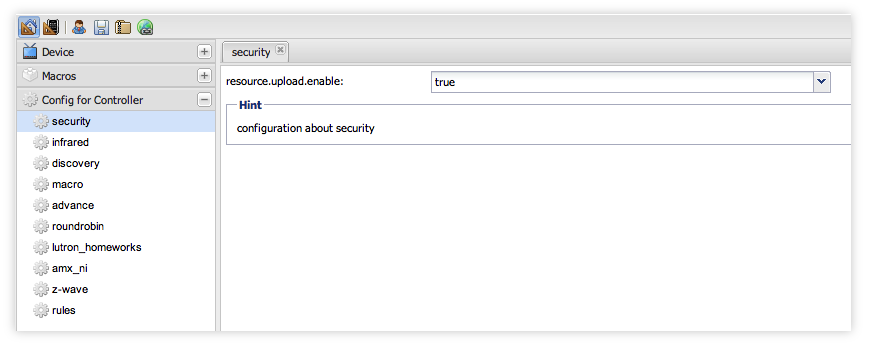 Device
Macros
Config for Controller
security
infrared
discovery
macro
advance
roundrobin
lutron_homeworks
amx_ni
z-wave
rules
security
resource.upload.enable: true
Hint
configuration about security